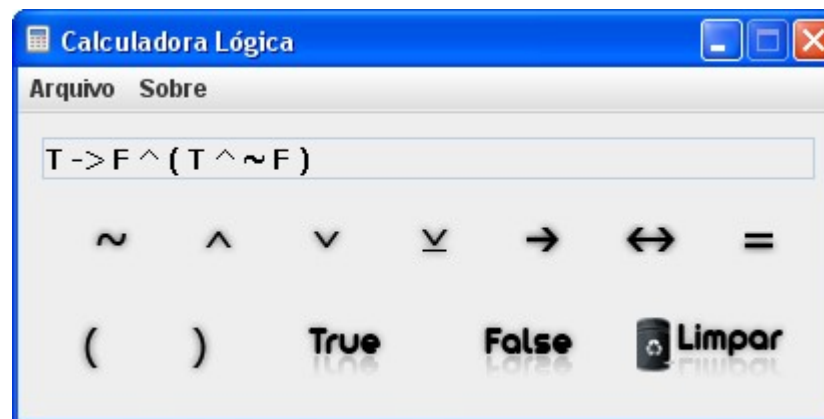 Calculadora Lógica
Arquivo Sobre
T -> F ^ ( T ^ ~ F )
~ ^ v v → ↔ =
( ) True False Limpar